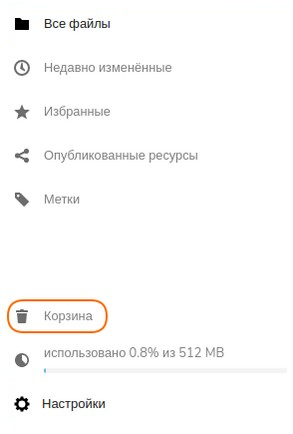 Все файлы
Недавно изменённые
Избранные
Опубликованные ресурсы
Метки
Корзина
использовано 0.8% из 512 MB
Настройки